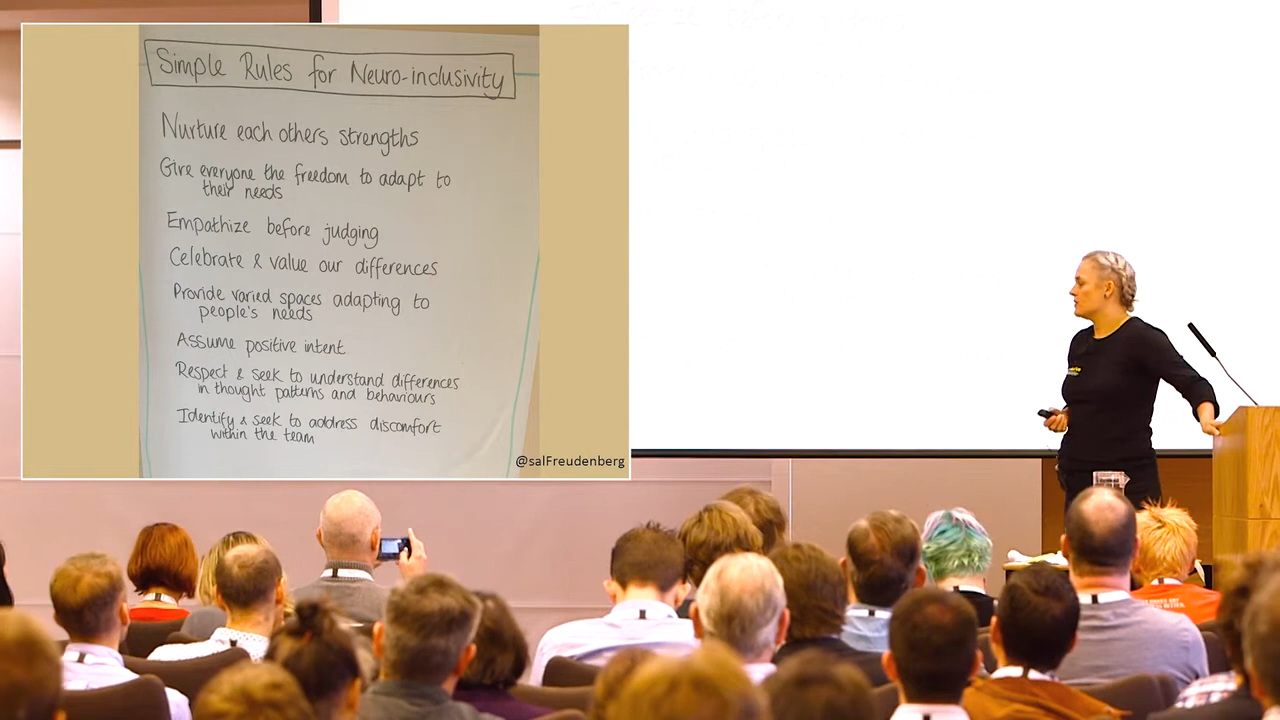 Simple Rules for Neuro-inclusivity
Nurture each others strengths
Give everyone the freedom to adapt to
their needs
Empathize before judging
Celebrate & value our differences
Provide varied spaces adapting to
people's needs
Assume positive intent
Respect & seek to understand differences
in thought patterns and behaviours
Identify & seek to address discomfort
within the team
@salFreudenberg